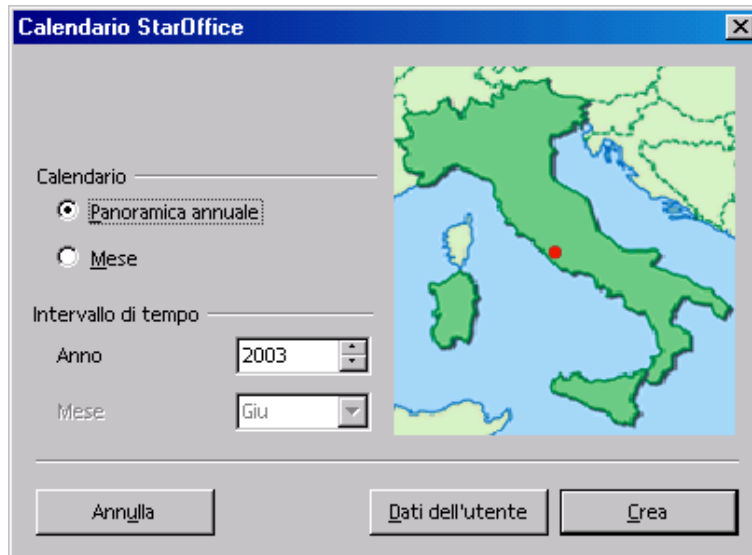 Calendario StarOffice
Calendario
Panoramica annuale
Mese
Intervallo di tempo
Anno 2003
Mese Giu
Annulla Dati dell'utente Crea